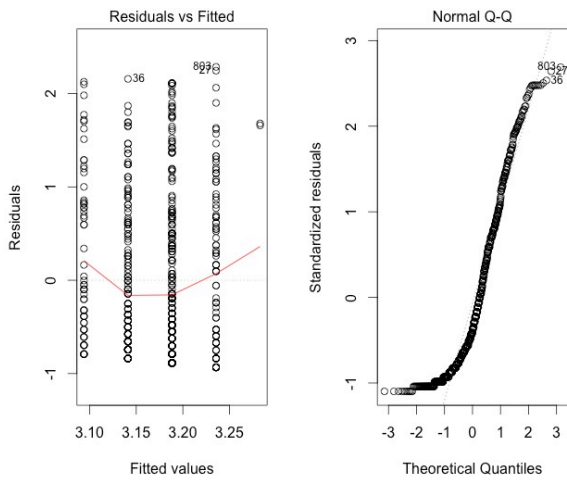 Residuals vs Fitted
Residuals
2
1
0
-1
803
27
36
3.10 3.15 3.20 3.25
Fitted values
Normal Q-Q
Standardized residuals
3
2
1
0
-1
803
27
36
-3 -2 -1 0 1 2 3
Theoretical Quantiles